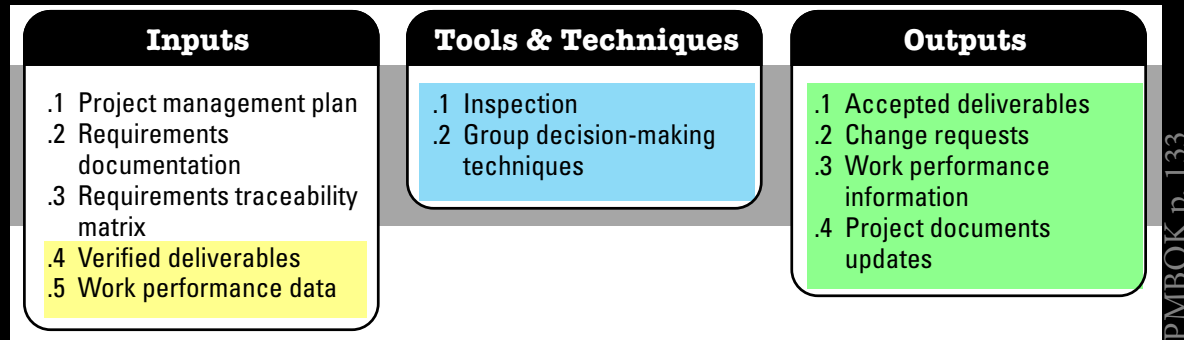 Inputs
.1 Project management plan
.2 Requirements
documentation
.3 Requirements traceability
matrix
.4 Verified deliverables
.5 Work performance data
Tools & Techniques
.1 Inspection
.2 Group decision-making
techniques
Outputs
.1 Accepted deliverables
.2 Change requests
.3 Work performance
information
.4 Project documents
updates
PMBOK p. 133